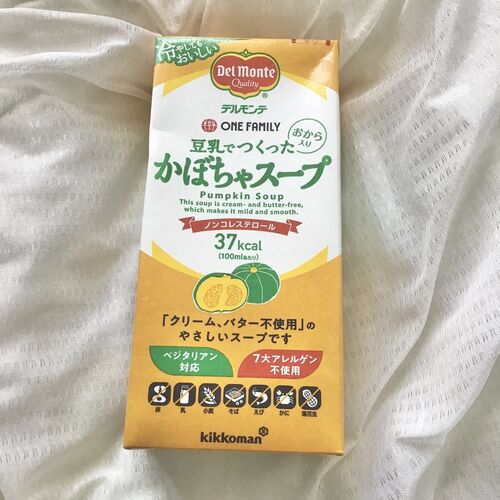 冷やしても
おいしい
Del Monte
Quality
®
デルモンテ
ONE FAMILY
豆乳でつくった
おから
入り
かぼちゃスープ
Pumpkin Soup
This soup is cream- and butter-free,
which makes it mild and smooth.
ノンコレステロール
37kcal
(100mlあたり)
「クリーム、バター不使用」の
やさしいスープです
ベジタリアン
対応
7大アレルゲン
不使用
卵 乳 小麦 そば えび かに 落花生
kikkoman